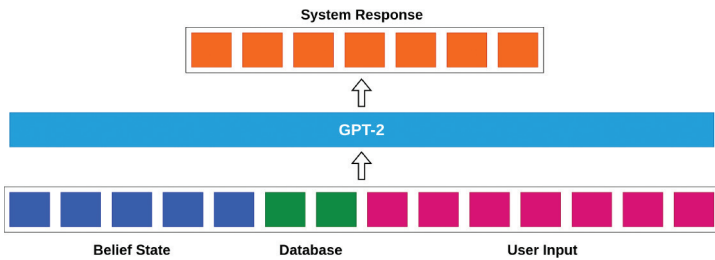 System Response
GPT-2
Belief State Database User Input